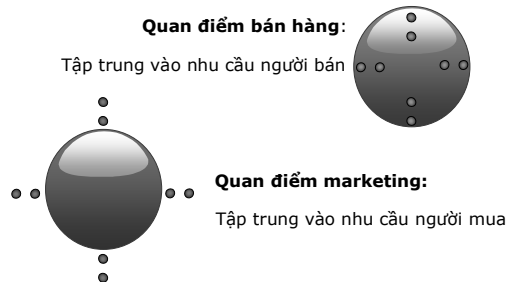 Quan điểm bán hàng:
Tập trung vào nhu cầu người bán
Quan điểm marketing:
Tập trung vào nhu cầu người mua